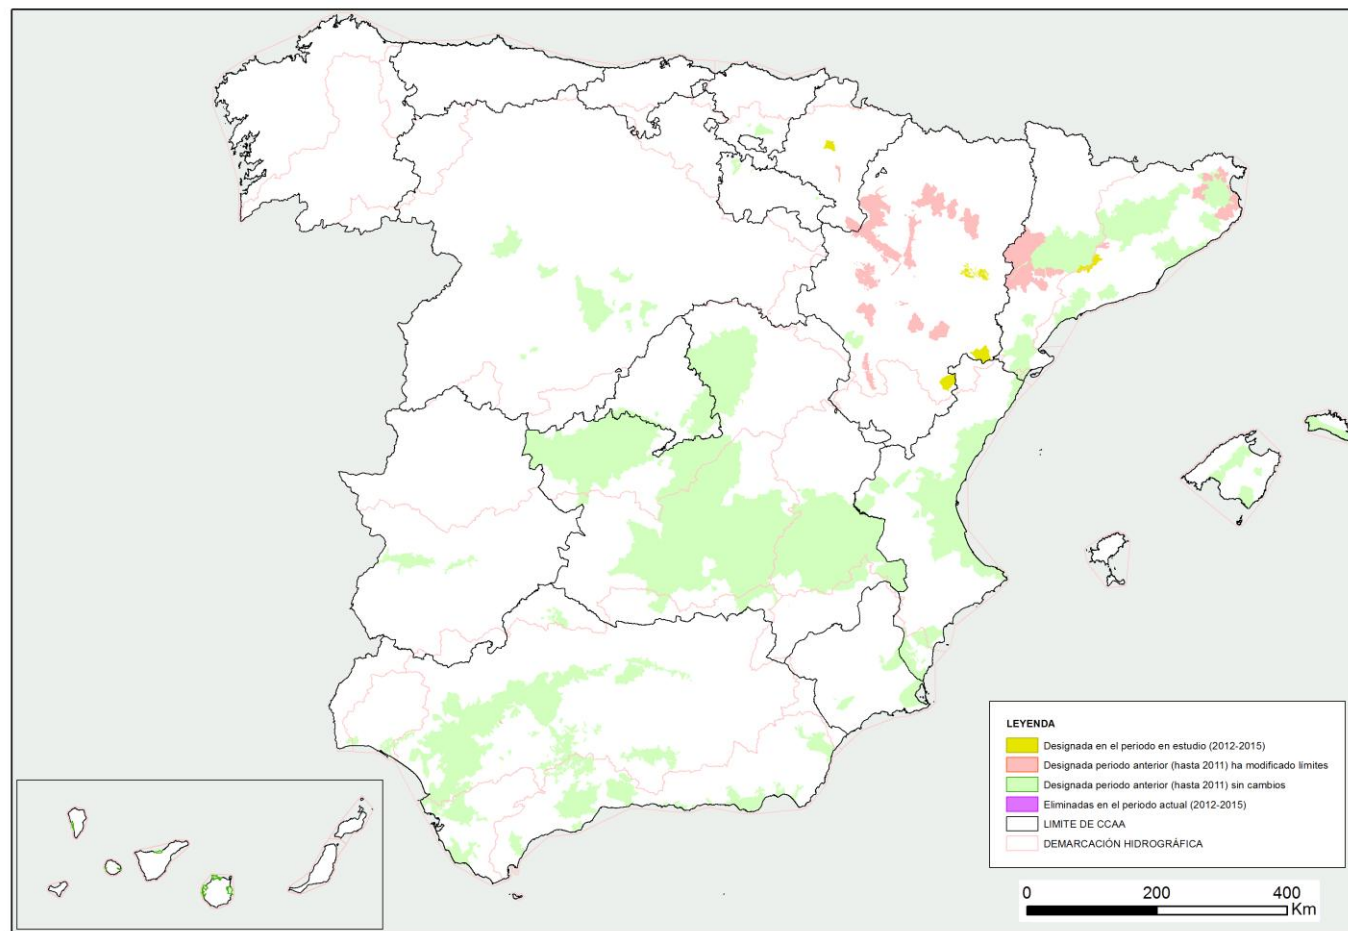 LEYENDA
Designada en el periodo en estudio (2012-2015)
Designada periodo anterior (hasta 2011) ha modificado límites
Designada periodo anterior (hasta 2011) sin cambios
Eliminadas en el periodo actual (2012-2015)
LIMITE DE CCAA
DEMARCACIÓN HIDROGRÁFICA
0 200 400
Km